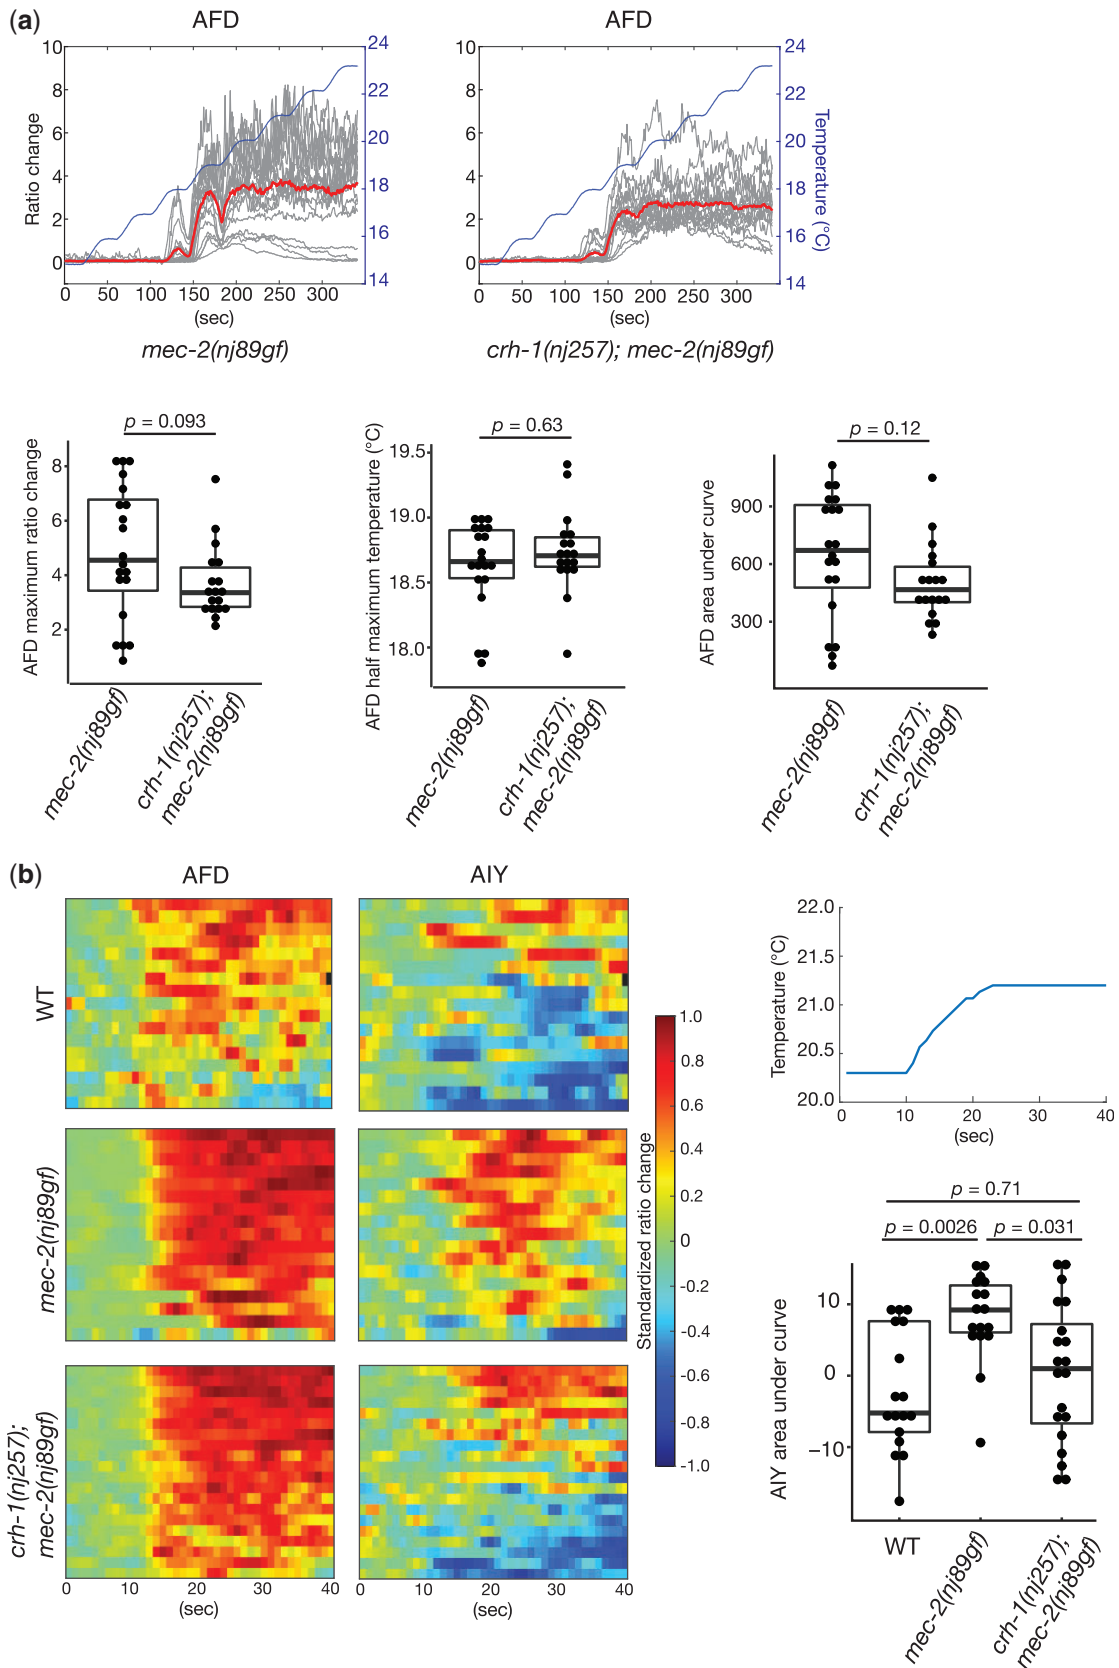 (a)
AFD
AFD
10
8
6
4
2
0
Ratio change
24
22
20
18
16
14
0 50 100 150 200 250 300
(sec)
mec-2(nj89gf)
10
8
6
4
2
0
24
22
20
18
16
14
Temperature (°C)
0 50 100 150 200 250 300
(sec)
crh-1(nj257); mec-2(nj89gf)
p = 0.093
AFD maximum ratio change
8
6
4
2
mec-2(nj89gf)
crh-1(nj257);
mec-2(nj89gf)
p = 0.63
AFD half maximum temperature (°C)
19.5
19.0
18.5
18.0
mec-2(nj89gf)
crh-1(nj257);
mec-2(nj89gf)
p = 0.12
AFD area under curve
900
600
300
mec-2(nj89gf)
crh-1(nj257);
mec-2(nj89gf)
(b)
AFD
AIY
WT
mec-2(nj89gf)
crh-1(nj257);
mec-2(nj89gf)
0 10 20 30 40
(sec)
0 10 20 30 40
(sec)
Standardized ratio change
1.0
0.8
0.6
0.4
0.2
0
-0.2
-0.4
-0.6
-0.8
-1.0
Temperature (°C)
22.0
21.5
21.0
20.5
20.0
0 10 20 30 40
(sec)
p = 0.71
p = 0.0026
p = 0.031
AIY area under curve
10
0
−10
WT
mec-2(nj89gf)
crh-1(nj257);
mec-2(nj89gf)